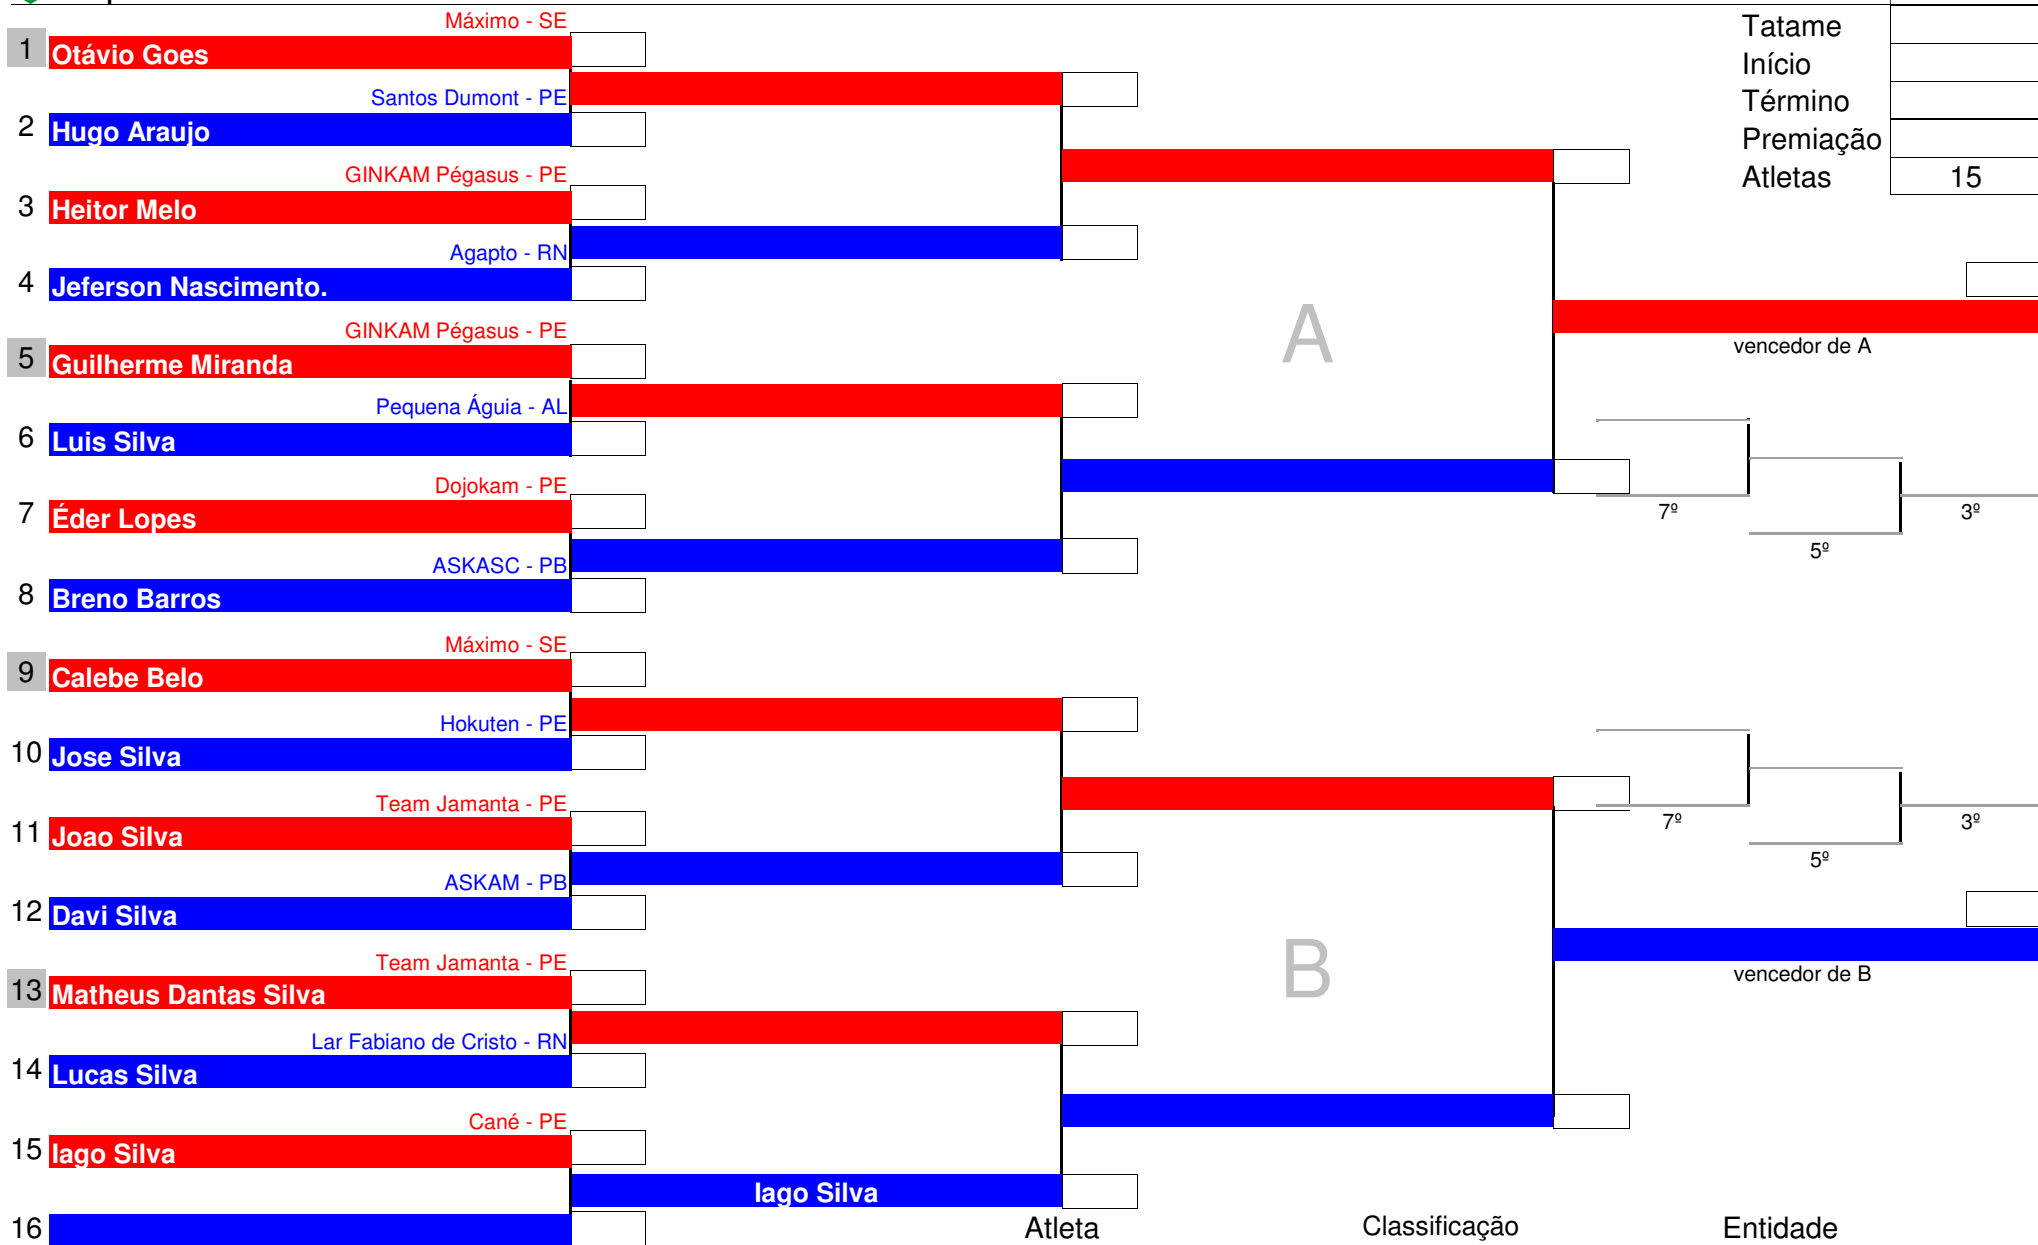 Máximo - SE
1 Otávio Goes
Santos Dumont - PE
2 Hugo Araujo
GINKAM Pégasus - PE
3 Heitor Melo
Agapto - RN
4 Jeferson Nascimento.
GINKAM Pégasus - PE
5 Guilherme Miranda
Pequena Águia - AL
6 Luis Silva
Dojokam - PE
7 Éder Lopes
ASKASC - PB
8 Breno Barros
Máximo - SE
9 Calebe Belo
Hokuten - PE
10 Jose Silva
Team Jamanta - PE
11 Joao Silva
ASKAM - PB
12 Davi Silva
Team Jamanta - PE
13 Matheus Dantas Silva
Lar Fabiano de Cristo - RN
14 Lucas Silva
Cané - PE
15 Iago Silva
16
Iago Silva
A
B
Tatame
Início
Término
Premiação
Atletas 15
vencedor de A
7º
5º
3º
7º
5º
3º
vencedor de B
Atleta Classificação Entidade